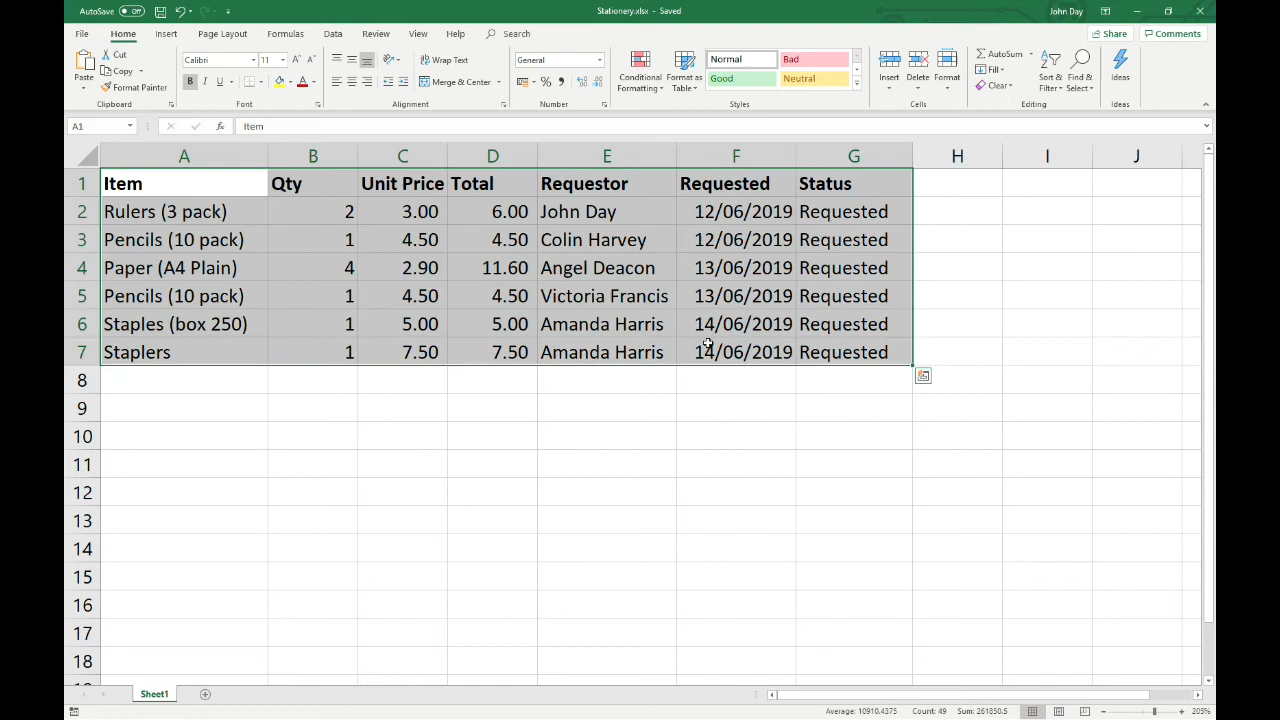 AutoSave Off Stationery.xlsx - Saved John Day
File Home Insert Page Layout Formulas Data Review View Help Search Share Comments
Cut Calibri 11 Wrap Text General Normal Bad AutoSum
Paste Copy Conditional Format as Insert Delete Format Fill Sort & Find & Ideas
Format Painter B I U Merge & Center Formatting Table Good Neutral Clear Filter Select
Clipboard Font Alignment Number Styles Cells Editing Ideas
A1 fx Item
A B C D E F G H I J
1 Item Qty Unit Price Total Requestor Requested Status
2 Rulers (3 pack) 2 3.00 6.00 John Day 12/06/2019 Requested
3 Pencils (10 pack) 1 4.50 4.50 Colin Harvey 12/06/2019 Requested
4 Paper (A4 Plain) 4 2.90 11.60 Angel Deacon 13/06/2019 Requested
5 Pencils (10 pack) 1 4.50 4.50 Victoria Francis 13/06/2019 Requested
6 Staples (box 250) 1 5.00 5.00 Amanda Harris 14/06/2019 Requested
7 Staplers 1 7.50 7.50 Amanda Harris 14/06/2019 Requested
8
9
10
11
12
13
14
15
16
17
18
Sheet1
Average: 10910.4375 Count: 49 Sum: 261850.5 205%